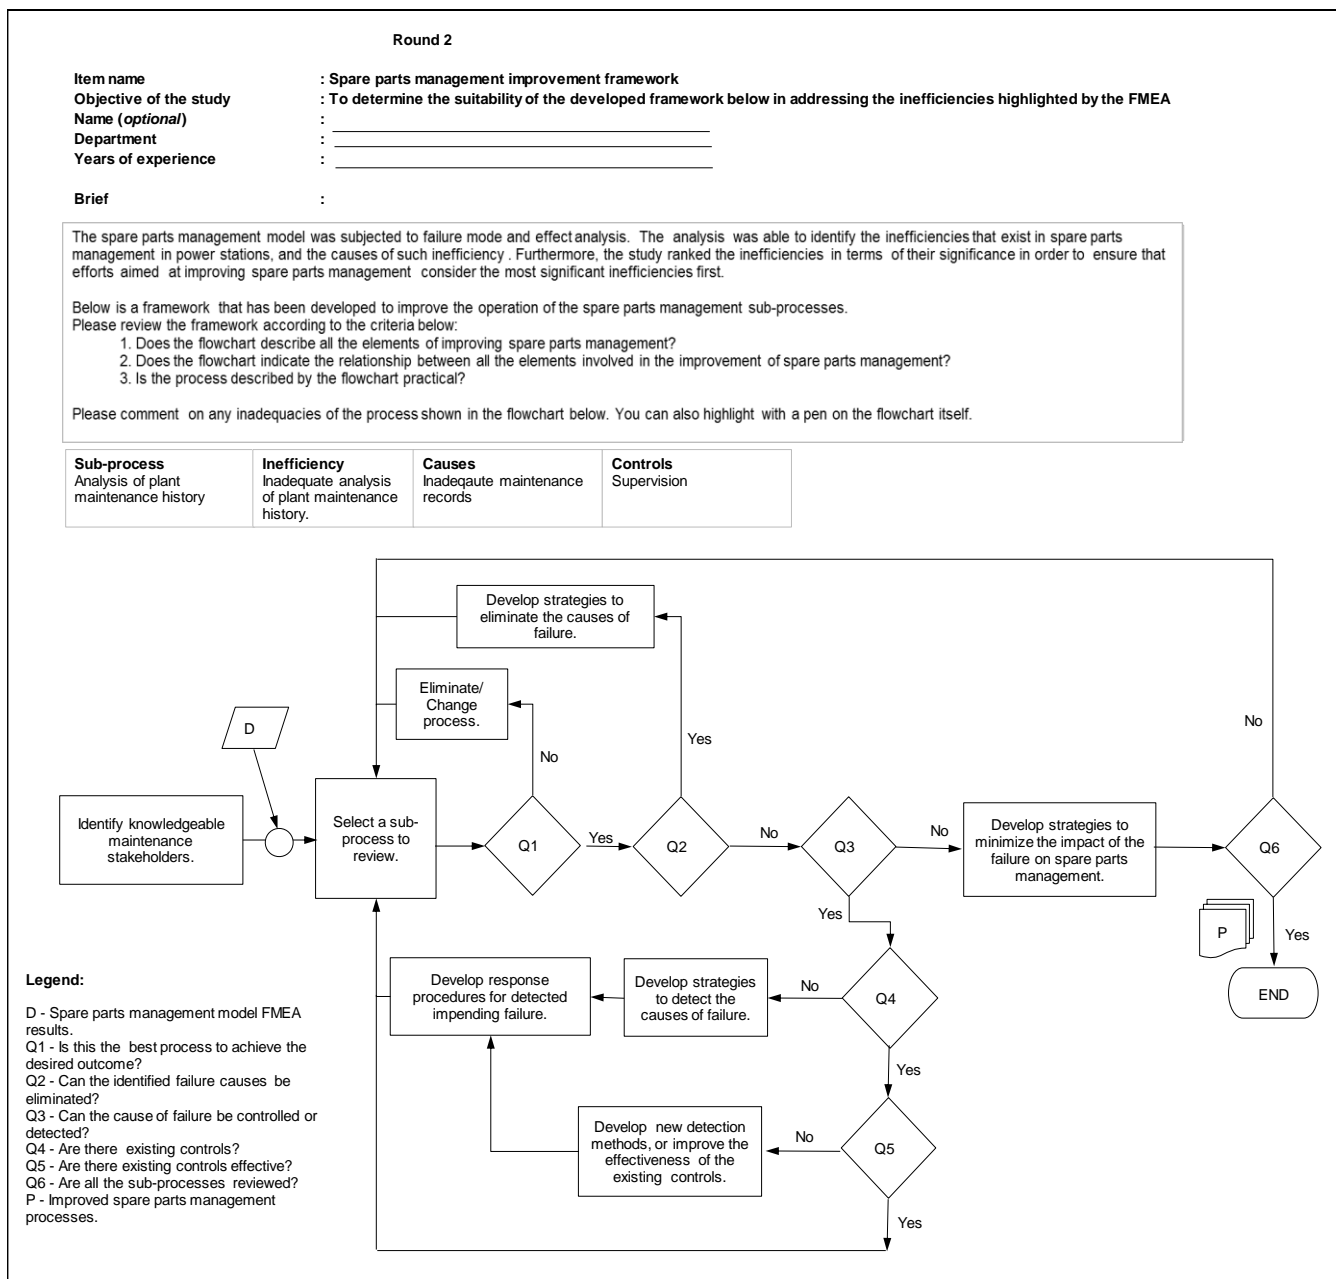 Round 2
Item name : Spare parts management improvement framework
Objective of the study : To determine the suitability of the developed framework below in addressing the inefficiencies highlighted by the FMEA
Name (optional) :
Department :
Years of experience :
Brief :
The spare parts management model was subjected to failure mode and effect analysis. The analysis was able to identify the inefficiencies that exist in spare parts
management in power stations, and the causes of such inefficiency . Furthermore, the study ranked the inefficiencies in terms of their significance in order to ensure that
efforts aimed at improving spare parts management consider the most significant inefficiencies first.
Below is a framework that has been developed to improve the operation of the spare parts management sub-processes.
Please review the framework according to the criteria below:
1. Does the flowchart describe all the elements of improving spare parts management?
2. Does the flowchart indicate the relationship between all the elements involved in the improvement of spare parts management?
3. Is the process described by the flowchart practical?
Please comment on any inadequacies of the process shown in the flowchart below. You can also highlight with a pen on the flowchart itself.
Sub-process
Analysis of plant
maintenance history
Inefficiency
Inadequate analysis
of plant maintenance
history.
Causes
Inadeqaute maintenance
records
Controls
Supervision
Develop strategies to
eliminate the causes of
failure.
Eliminate/
Change
process.
No
Yes
No
D
Identify knowledgeable
maintenance
stakeholders.
Select a sub-
process to
review.
Q1
Yes
Q2
No
Q3
No
Develop strategies to
minimize the impact of the
failure on spare parts
management.
Q6
Yes
P
Yes
END
Develop response
procedures for detected
impending failure.
Develop strategies
to detect the
causes of failure.
No
Q4
Yes
Develop new detection
methods, or improve the
effectiveness of the
existing controls.
No
Q5
Yes
Legend:
D - Spare parts management model FMEA
results.
Q1 - Is this the best process to achieve the
desired outcome?
Q2 - Can the identified failure causes be
eliminated?
Q3 - Can the cause of failure be controlled or
detected?
Q4 - Are there existing controls?
Q5 - Are there existing controls effective?
Q6 - Are all the sub-processes reviewed?
P - Improved spare parts management
processes.